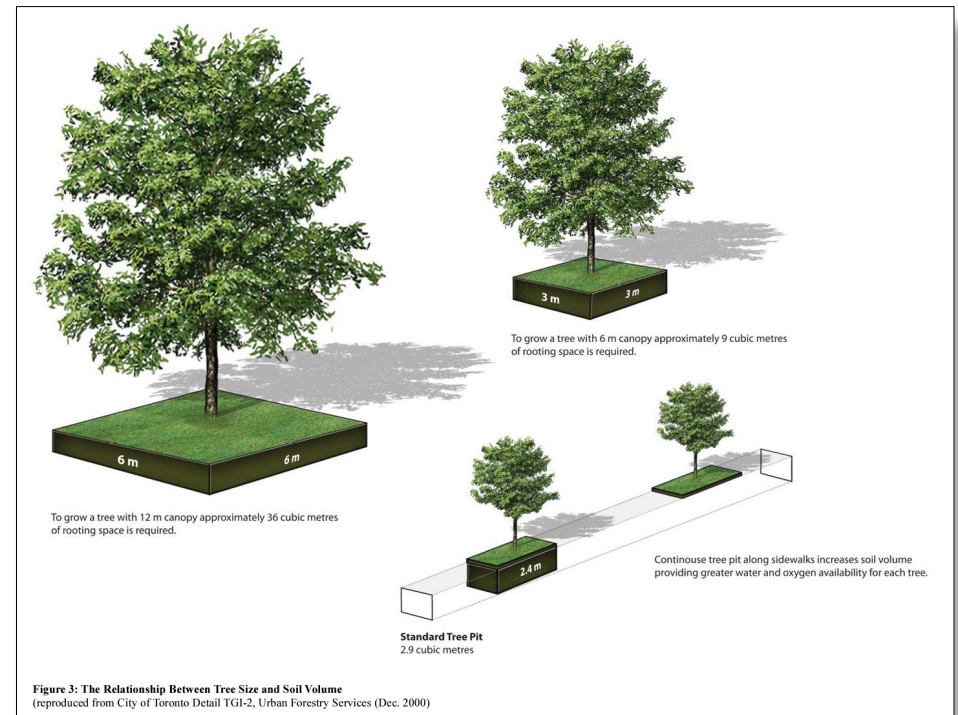 3 m
3 m
To grow a tree with 6 m canopy approximately 9 cubic metres
of rooting space is required.
6 m
6 m
To grow a tree with 12 m canopy approximately 36 cubic metres
of rooting space is required.
2.4 m
Continouse tree pit along sidewalks increases soil volume
providing greater water and oxygen availability for each tree.
Standard Tree Pit
2.9 cubic metres
Figure 3: The Relationship Between Tree Size and Soil Volume
(reproduced from City of Toronto Detail TGI-2, Urban Forestry Services (Dec. 2000)